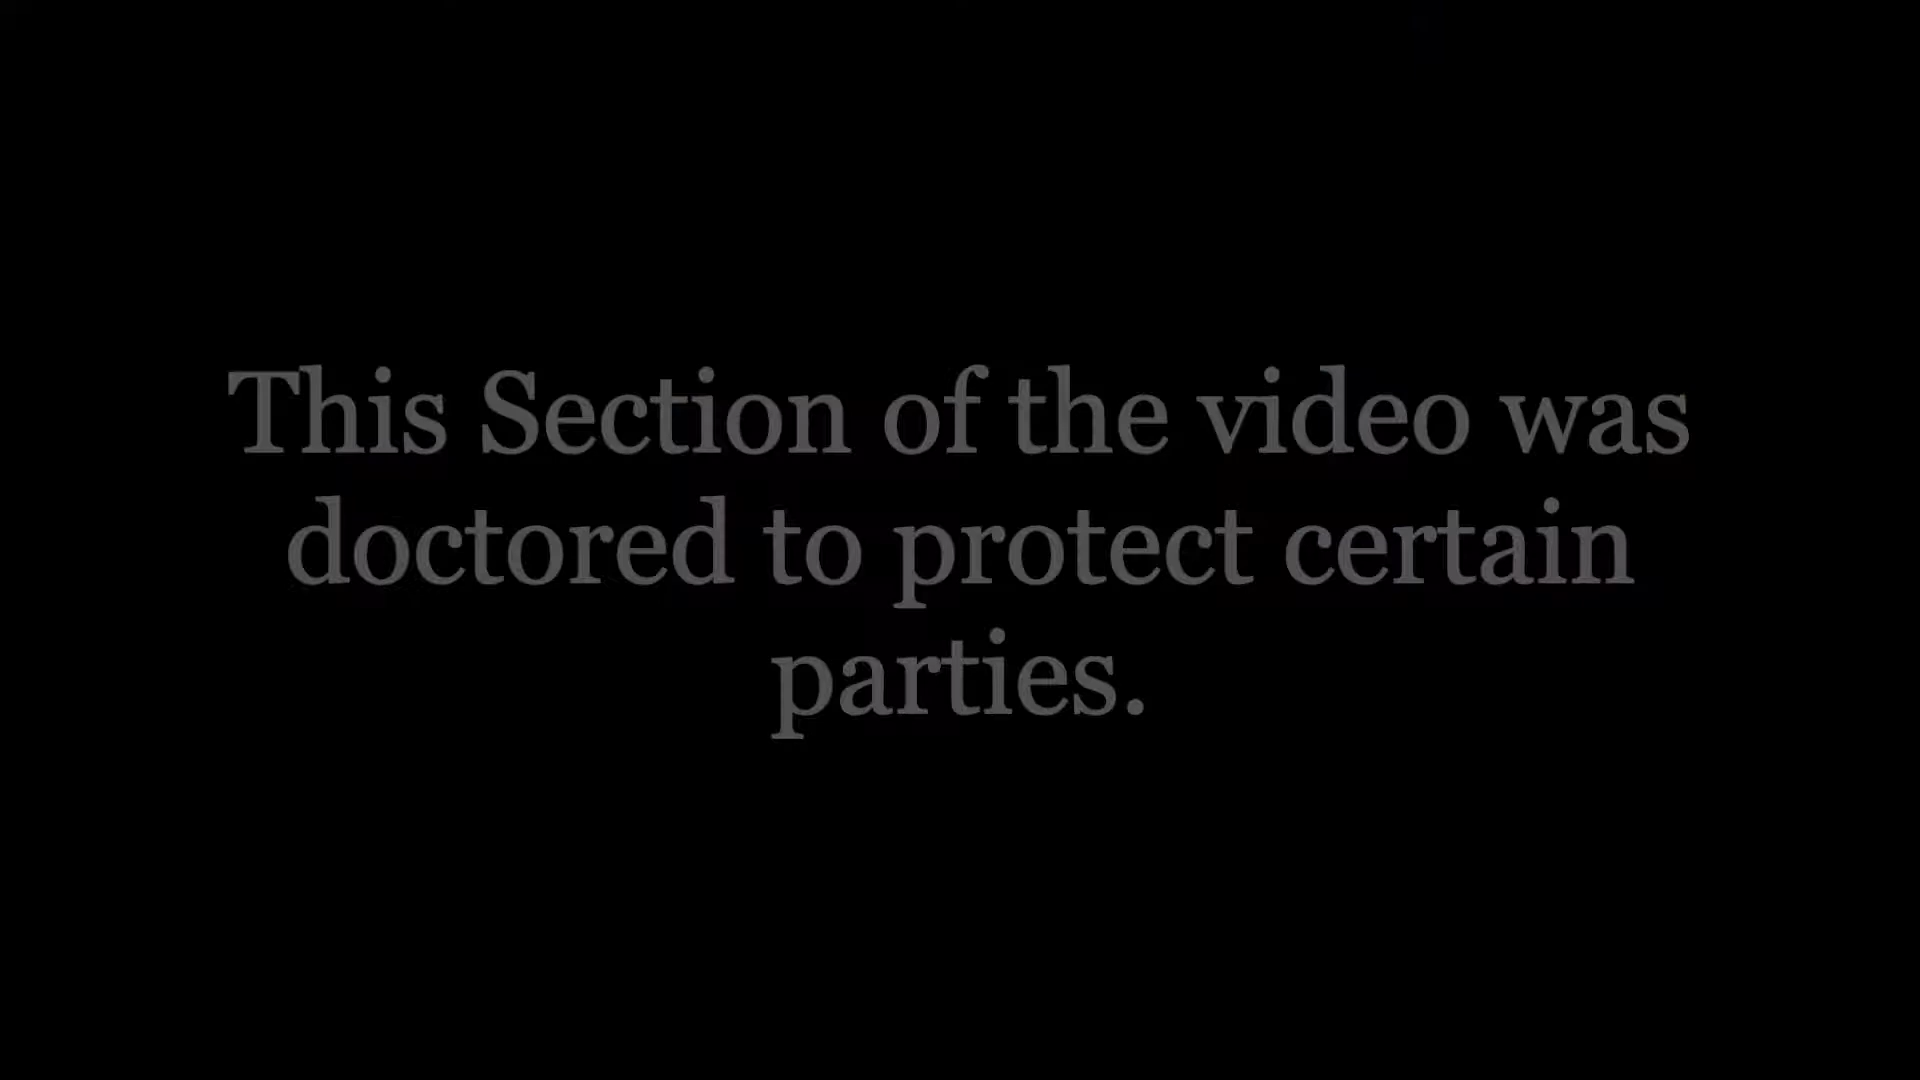 This Section of the video was
doctored to protect certain
parties.